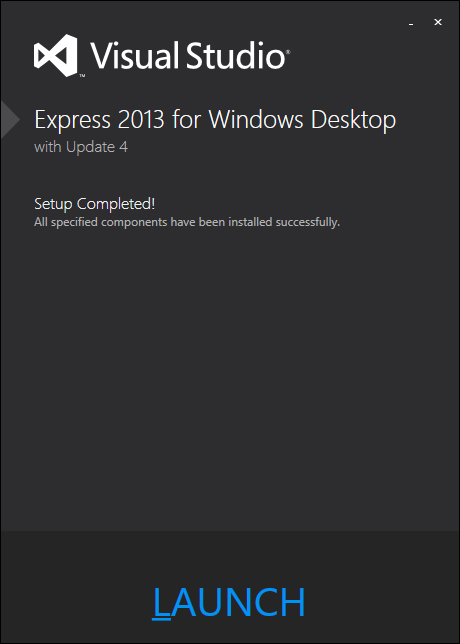 Visual Studio®
™
Express 2013 for Windows Desktop
with Update 4
Setup Completed!
All specified components have been installed successfully.
LAUNCH